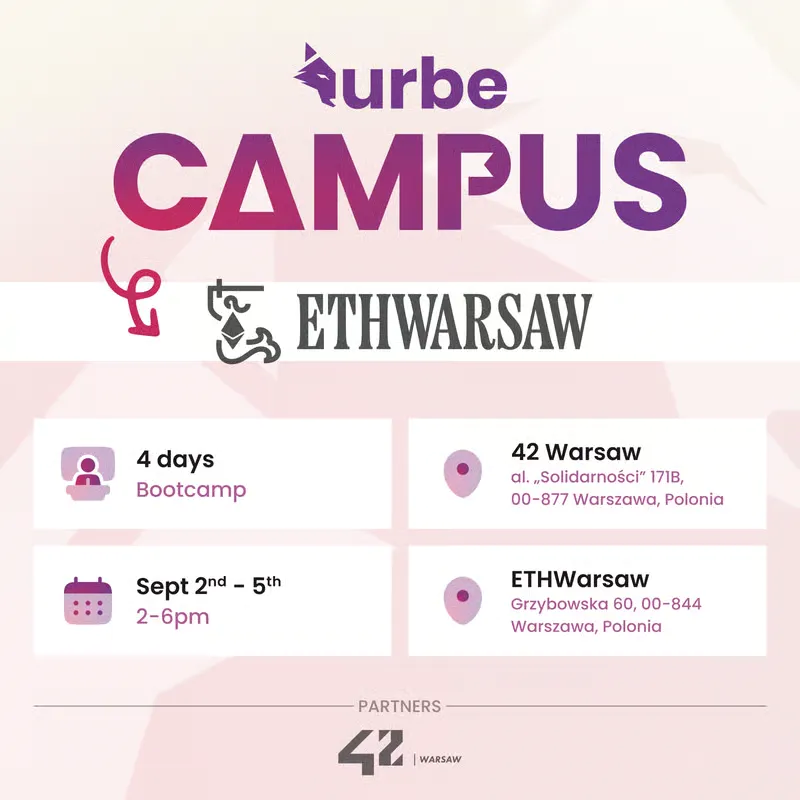 urbe
CAMPUS
ETHWARSAW
4 days
Bootcamp
42 Warsaw
al. „Solidarności” 171B,
00-877 Warszawa, Polonia
Sept 2nd - 5th
2-6pm
ETHWarsaw
Grzybowska 60, 00-844
Warszawa, Polonia
PARTNERS
42 | WARSAW